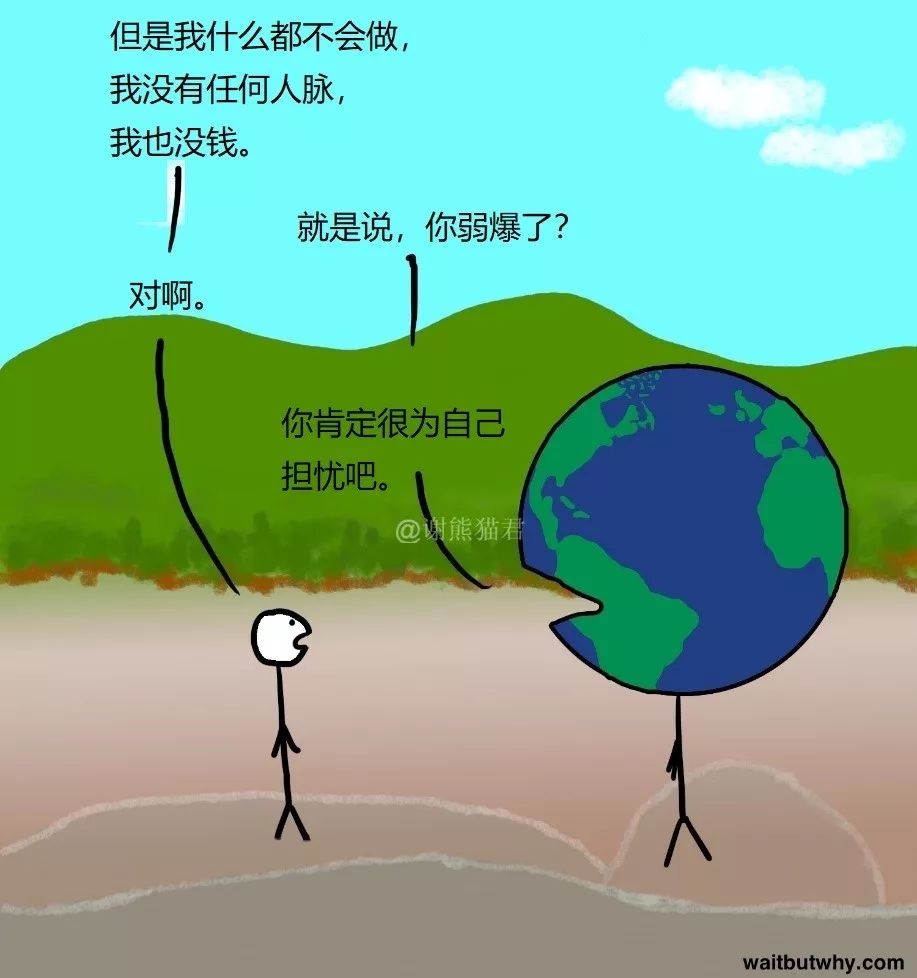 但是我什么都不会做，
我没有任何人脉，
我也没钱。
就是说，你弱爆了？
对啊。
你肯定很为自己
担忧吧。
@谢熊猫君
waitbutwhy.com